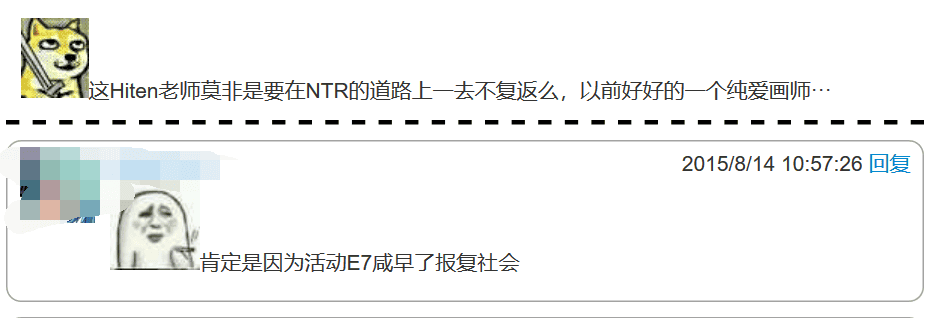 这Hiten老师莫非是要在NTR的道路上一去不复返么，以前好好的一个纯爱画师…
2015/8/14 10:57:26 回复
肯定是因为活动E7咸早了报复社会